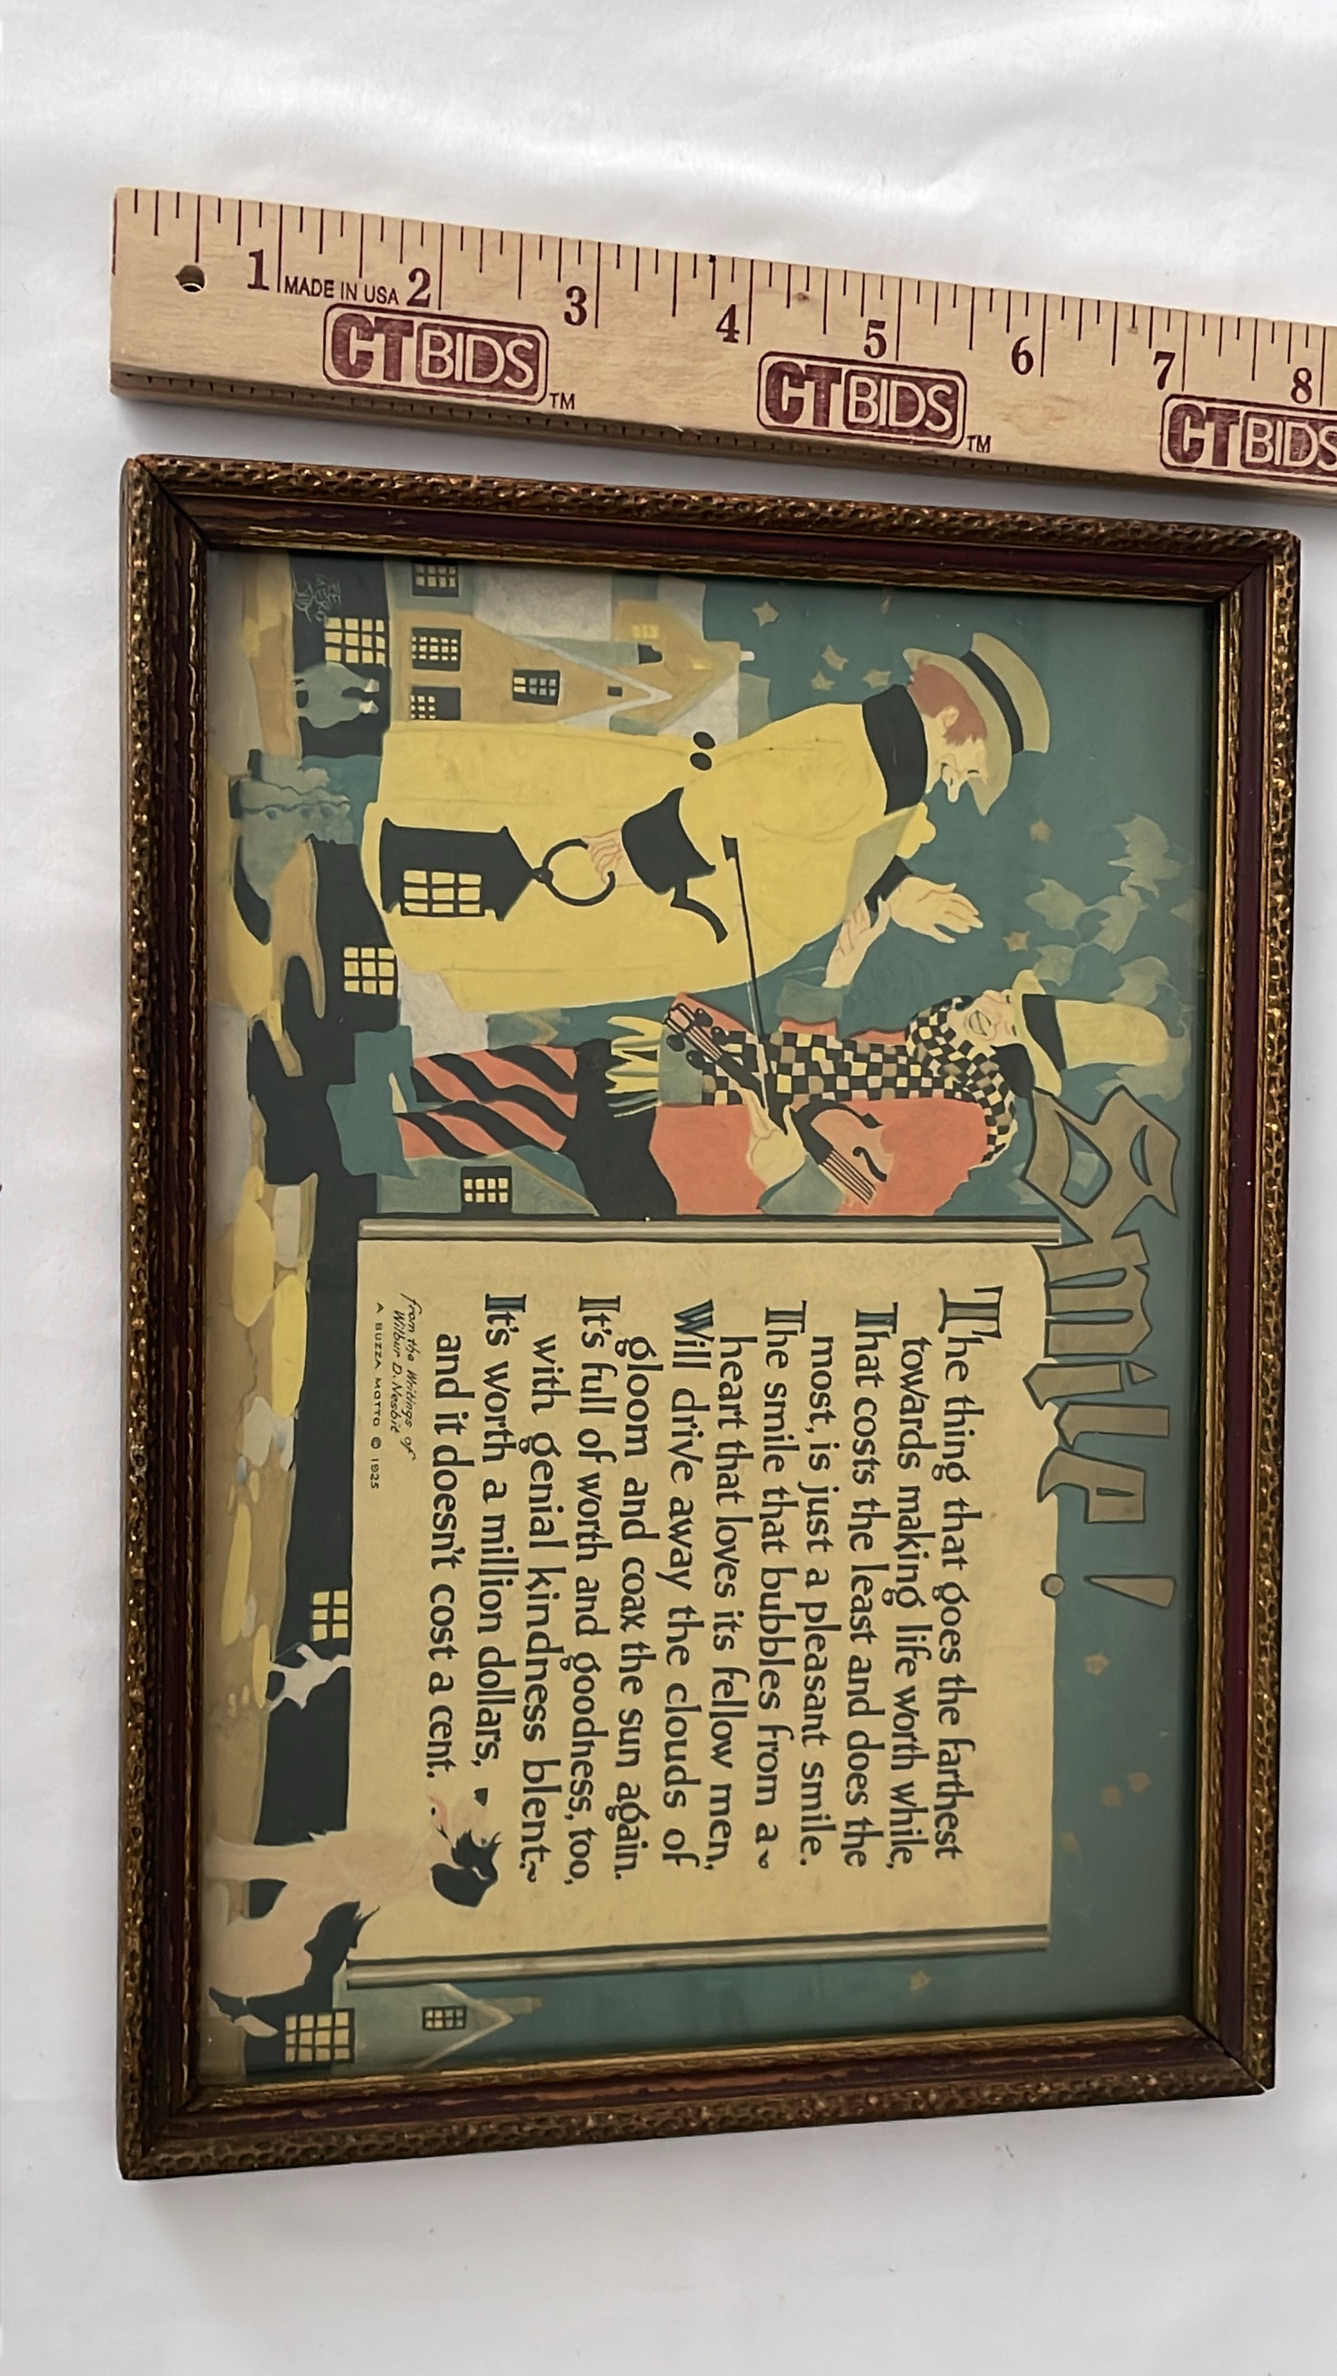 1 2 3 4 5 6 7 8
MADE IN USA
CTBIDS™
CTBIDS™
CTBIDS
Smile!
The thing that goes the farthest
towards making life worth while,
That costs the least and does the
most, is just a pleasant smile.
The smile that bubbles from a
heart that loves its fellow men,
Will drive away the clouds of
gloom and coax the sun again.
It's full of worth and goodness, too,
with genial kindness blent~
It's worth a million dollars,
and it doesn't cost a cent.
from the Writings of
Wilbur D. Nesbit
A BUZZA MOTTO © 1925